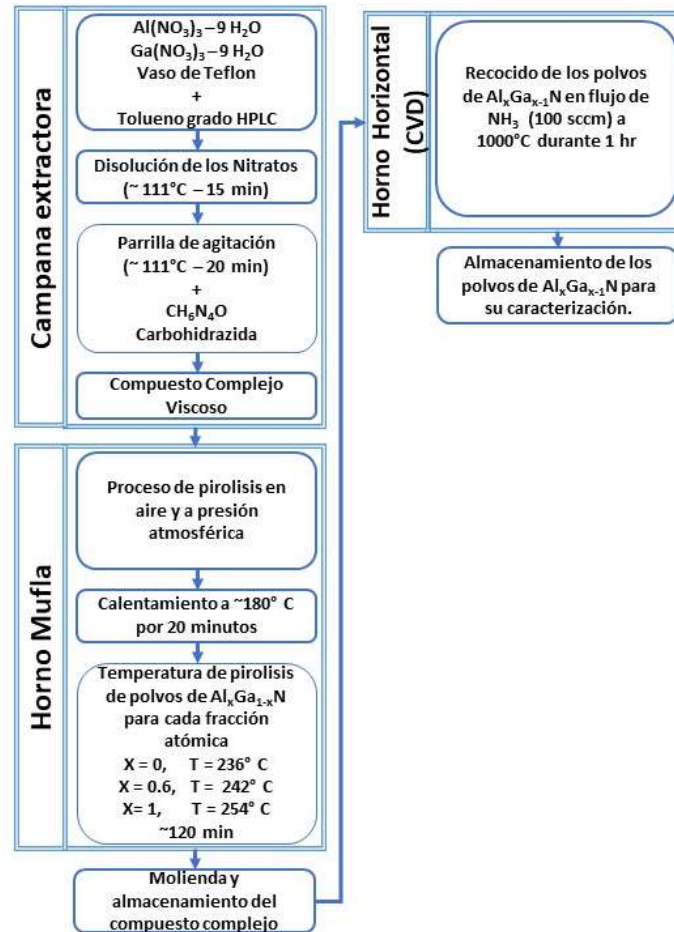 Campana extractora
Al(NO₃)₃–9 H₂O
Ga(NO₃)₃–9 H₂O
Vaso de Teflon
+
Tolueno grado HPLC
Disolución de los Nitratos
(~ 111°C – 15 min)
Parrilla de agitación
(~ 111°C – 20 min)
+
CH₆N₄O
Carbohidrazida
Compuesto Complejo
Viscoso
Horno Mufla
Proceso de pirolisis en
aire y a presión
atmosférica
Calentamiento a ~180° C
por 20 minutos
Temperatura de pirolisis
de polvos de AlₓGa₁₋ₓN
para cada fracción
atómica
X = 0, T = 236° C
X = 0.6, T = 242° C
X= 1, T = 254° C
~120 min
Molienda y
almacenamiento del
compuesto complejo
Horno Horizontal
(CVD)
Recocido de los polvos
de AlₓGaₓ₋₁N en flujo de
NH₃ (100 sccm) a
1000°C durante 1 hr
Almacenamiento de los
polvos de AlₓGaₓ₋₁N para
su caracterización.